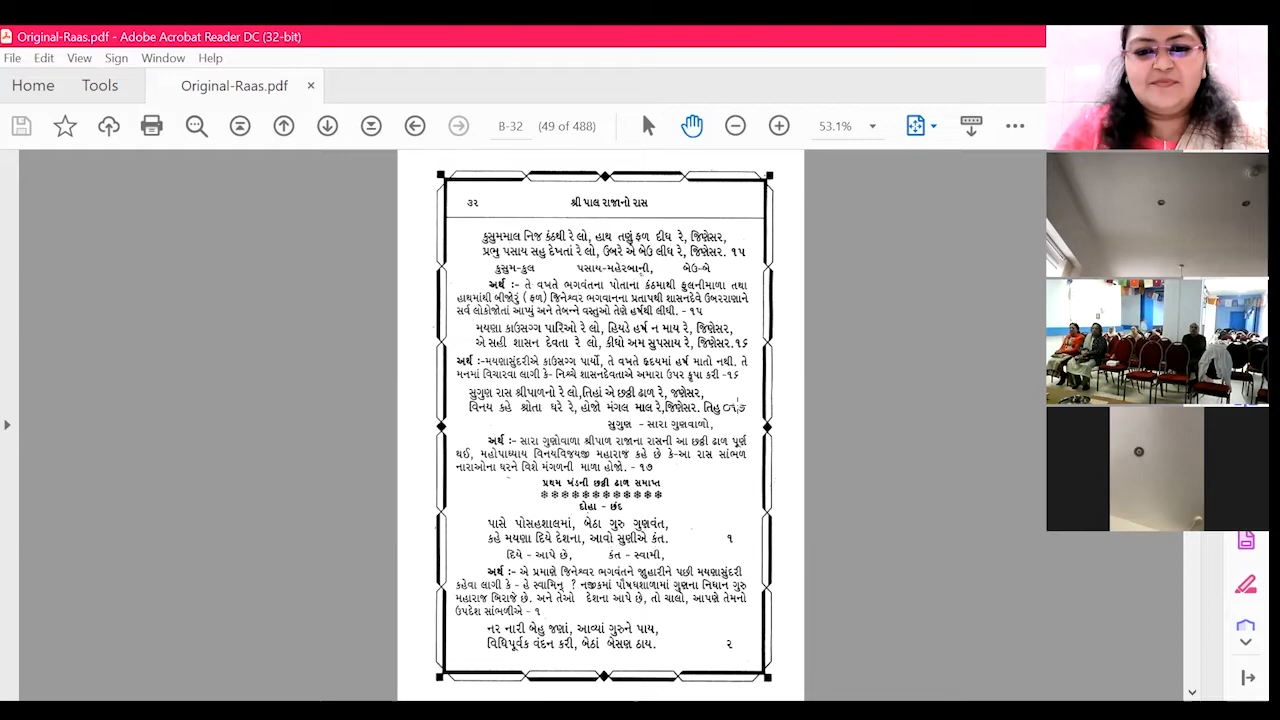 Original-Raas.pdf - Adobe Acrobat Reader DC (32-bit)
File Edit View Sign Window Help
Home Tools Original-Raas.pdf ×
B-32 (49 of 488) 53.1%
૩૨ શ્રી પાલ રાજાનો રાસ
કુસુમમાલ નિજ કંઠથી રે લો, હાથ તણું ફળ દીધ રે, જિણેસર,
પ્રભુ પસાય સહુ દેખતાં રે લો, ઉંબરે એ બેઉ લીધ રે, જિણેસર. ૧૫
કુસુમ-ફુલ પસાય-મહેરબાની, બેઉ-બે
અર્થ :- તે વખતે ભગવંતના પોતાના કંઠમાથી ફુલનીમાળા તથા
હાથમાંથી બીજોરું ( ફળ) જિનેશ્વર ભગવાનના પ્રતાપથી શાસનદેવે ઉંબરરાણાને
સર્વ લોકોજોતાં આપ્યું અને તેબન્ને વસ્તુઓ તેણે હર્ષથી લીધી. - ૧૫
મયણા કાઉસગ્ગ પારિઓ રે લો, હિયડે હર્ષ ન માય રે, જિણેસર,
એ સહી શાસન દેવતા રે લો, કીધો અમ સુપસાય રે, જિણેસર.૧૬
અર્થ :-મયણાસુંદરીએ કાઉસગ્ગ પાર્યો, તે વખતે હૃદયમાં હર્ષ માતો નથી. તે
મનમાં વિચારવા લાગી કે- નિશ્ચે શાસનદેવતાએ અમારા ઉપર કૃપા કરી -૧૬
સુગુણ રાસ શ્રીપાળનો રે લો,તિહાં એ છઠ્ઠી ઢાળ રે, જણેસર,
વિનય કહે શ્રોતા ઘરે રે, હોજો મંગલ માલ રે,જિણેસર. તિહુ
સુગુણ - સારા ગુણવાળો,
અર્થ :- સારા ગુણોવાળા શ્રીપાળ રાજાના રાસની આ છઠ્ઠી ઢાળ પૂર્ણ
થઈ, મહોપાધ્યાય વિનયવિજયજી મહારાજ કહે છે કે-આ રાસ સાંભળ
નારાઓના ઘરને વિશે મંગળની માળા હોજો. - ૧૭
પ્રથમ ખંડની છઠ્ઠી ઢાળ સમાપ્ત
દોહા - છંદ
પાસે પોસહશાલમાં, બેઠા ગુરુ ગુણવંત,
કહે મયણા દિયે દેશના, આવો સુણીએ કંત. ૧
દિયે - આપે છે, કંત - સ્વામી,
અર્થ :- એ પ્રમાણે જિનેશ્વર ભગવંતને જુહારીને પછી મયણાસુંદરી
કહેવા લાગી કે - હે સ્વામિનુ ? નજીકમાં પૌષધશાળામાં ગુણના નિધાન ગુરુ
મહારાજ બિરાજે છે. અને તેઓ દેશના આપે છે, તો ચાલો, આપણે તેમનો
ઉપદેશ સાંભળીએ - ૧
નર નારી બેહુ જણાં, આવ્યાં ગુરુને પાય,
વિધિપૂર્વક વંદન કરી, બેઠાં બેસણ ઠાય. ૨